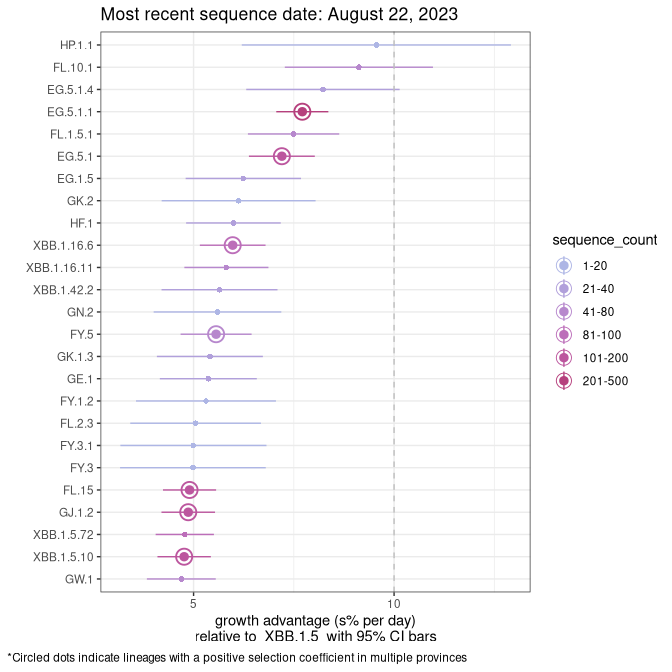 Most recent sequence date: August 22, 2023
HP.1.1
FL.10.1
EG.5.1.4
EG.5.1.1
FL.1.5.1
EG.5.1
EG.1.5
GK.2
HF.1
XBB.1.16.6
XBB.1.16.11
XBB.1.42.2
GN.2
FY.5
GK.1.3
GE.1
FY.1.2
FL.2.3
FY.3.1
FY.3
FL.15
GJ.1.2
XBB.1.5.72
XBB.1.5.10
GW.1
5
10
growth advantage (s% per day)
relative to XBB.1.5 with 95% CI bars
sequence_count
1-20
21-40
41-80
81-100
101-200
201-500
*Circled dots indicate lineages with a positive selection coefficient in multiple provinces